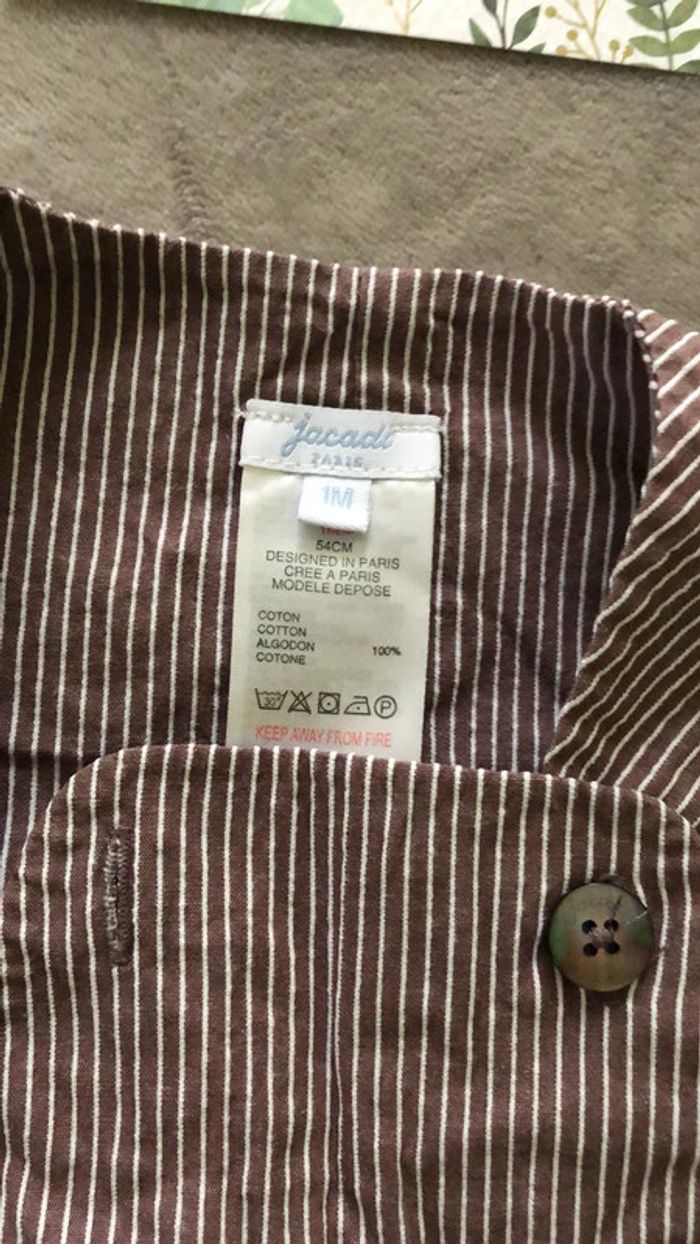 jacadi
PARIS
1M
54CM
DESIGNED IN PARIS
CREE A PARIS
MODELE DEPOSE
COTON
COTTON
ALGODON 100%
COTONE
30
P
KEEP AWAY FROM FIRE